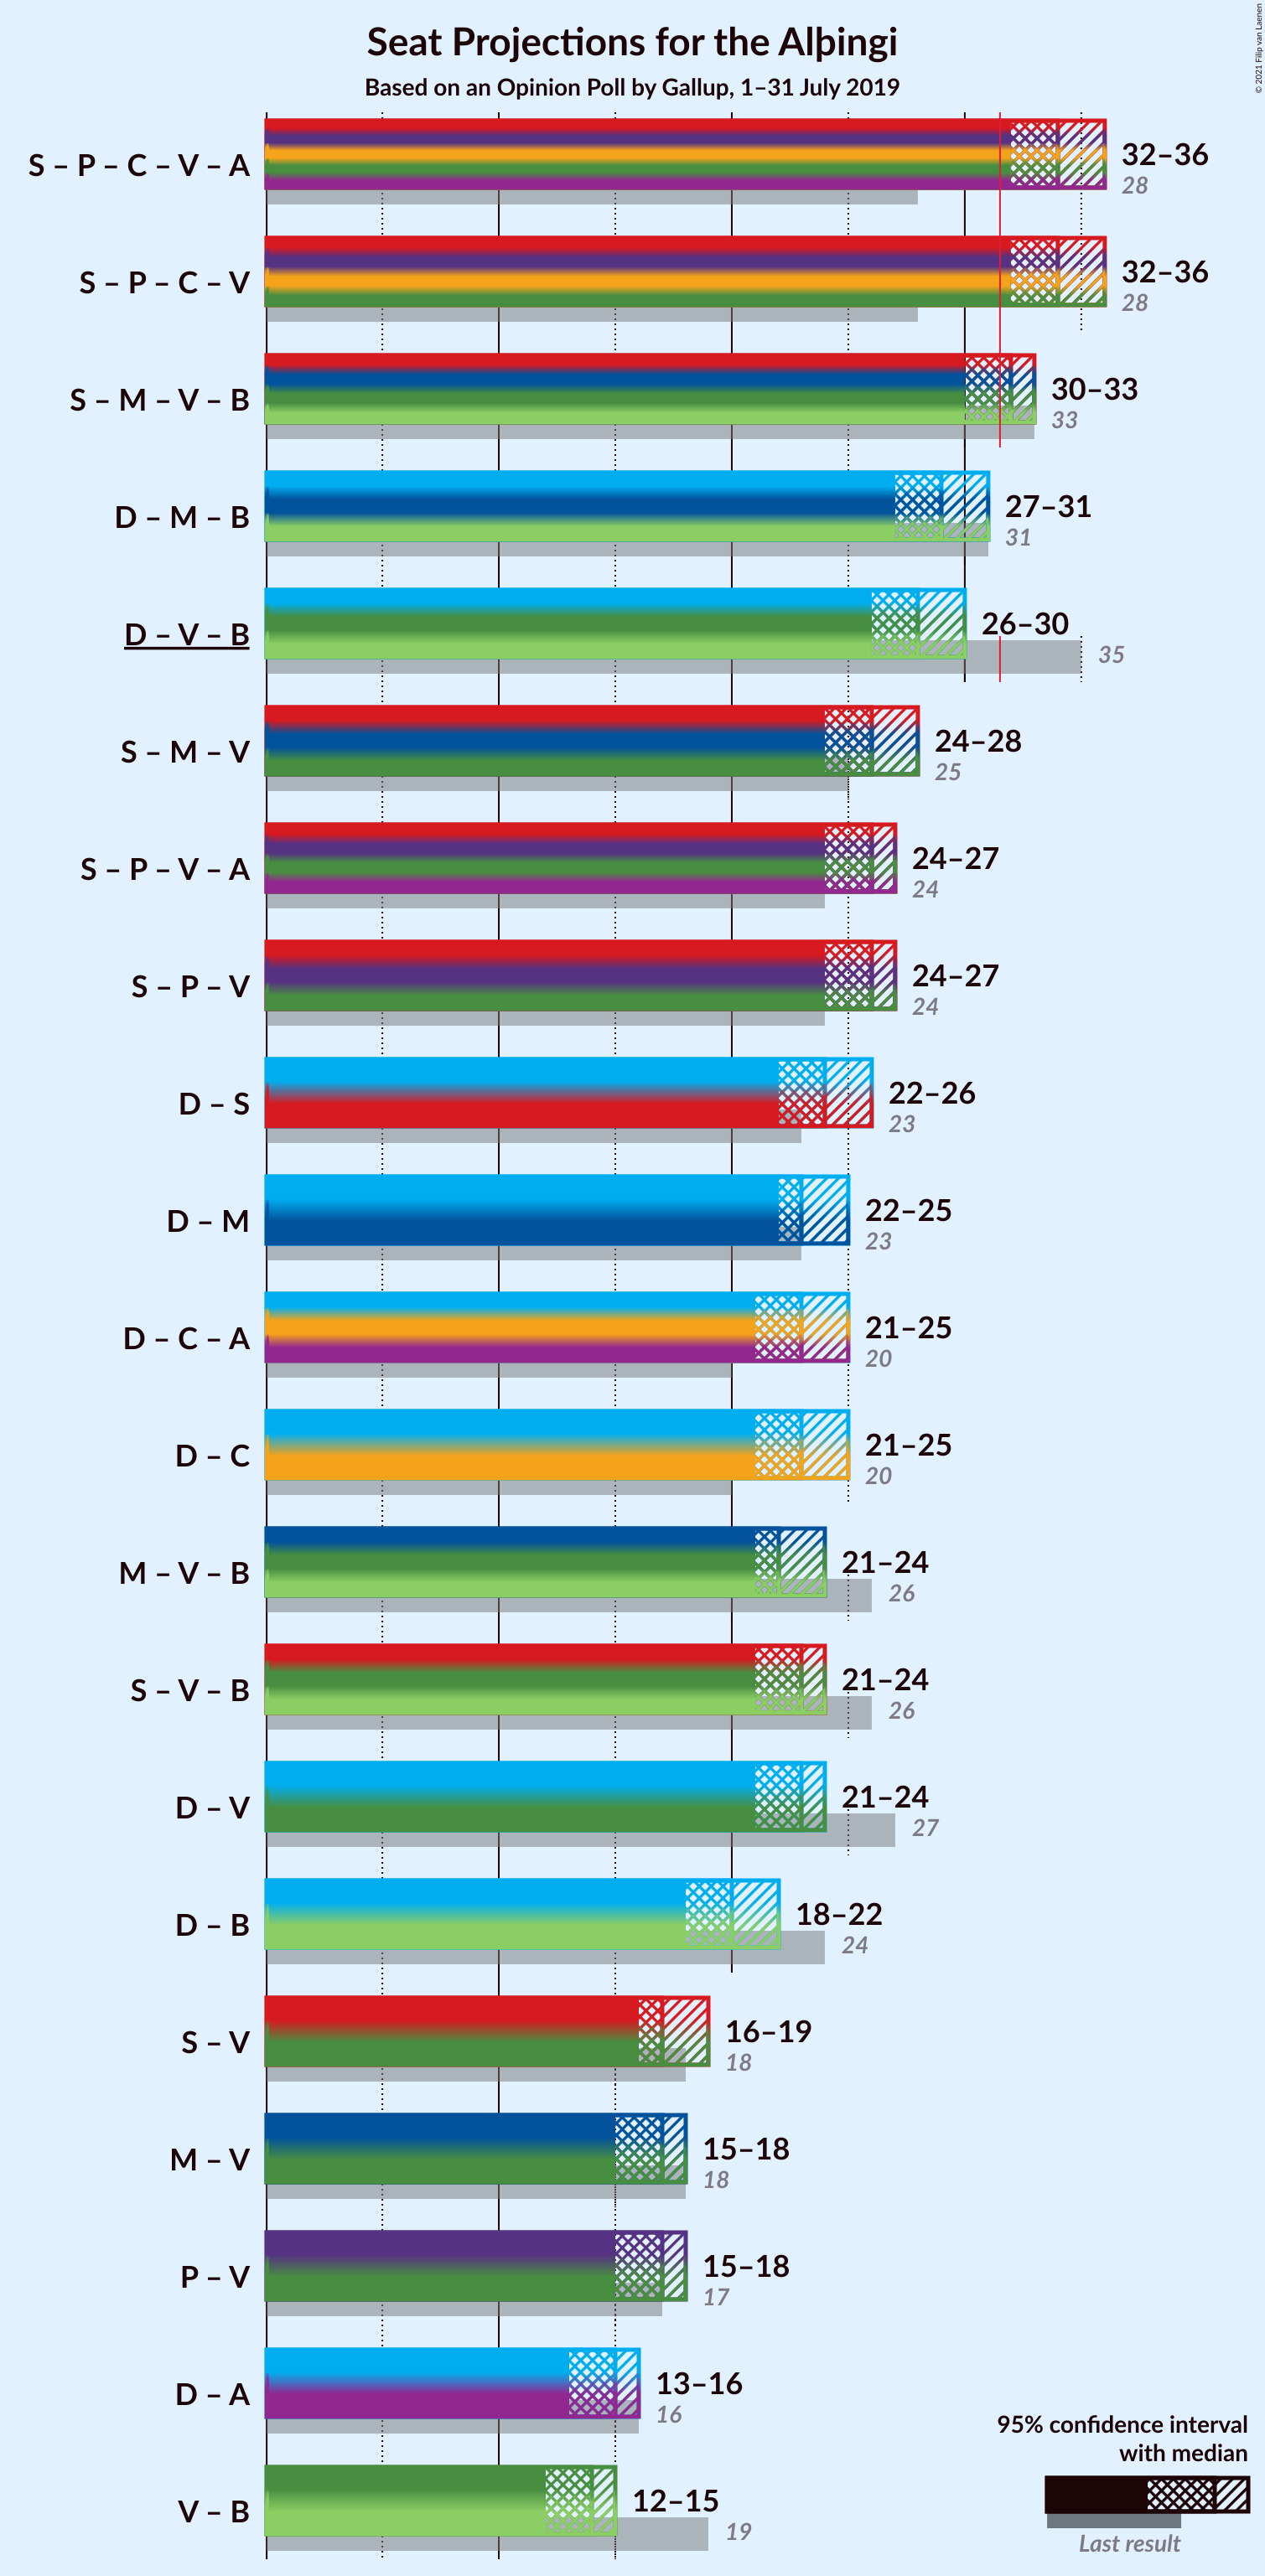 © 2021 Filip van Laenen
Seat Projections for the Alþingi
Based on an Opinion Poll by Gallup, 1–31 July 2019
S – P – C – V – A
32–36
28
S – P – C – V
32–36
28
S – M – V – B
30–33
33
D – M – B
27–31
31
D – V – B
26–30
35
S – M – V
24–28
25
S – P – V – A
24–27
24
S – P – V
24–27
24
D – S
22–26
23
D – M
22–25
23
D – C – A
21–25
20
D – C
21–25
20
M – V – B
21–24
26
S – V – B
21–24
26
D – V
21–24
27
D – B
18–22
24
S – V
16–19
18
M – V
15–18
18
P – V
15–18
17
D – A
13–16
16
V – B
12–15
19
95% confidence interval
with median
Last result